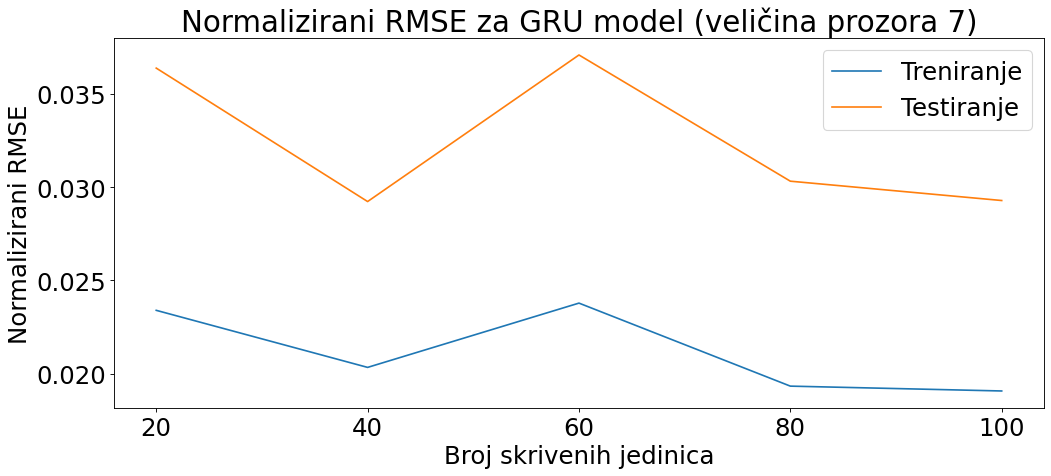 Normalizirani RMSE za GRU model (veličina prozora 7)
Treniranje
Testiranje
Normalizirani RMSE
0.035
0.030
0.025
0.020
20 40 60 80 100
Broj skrivenih jedinica